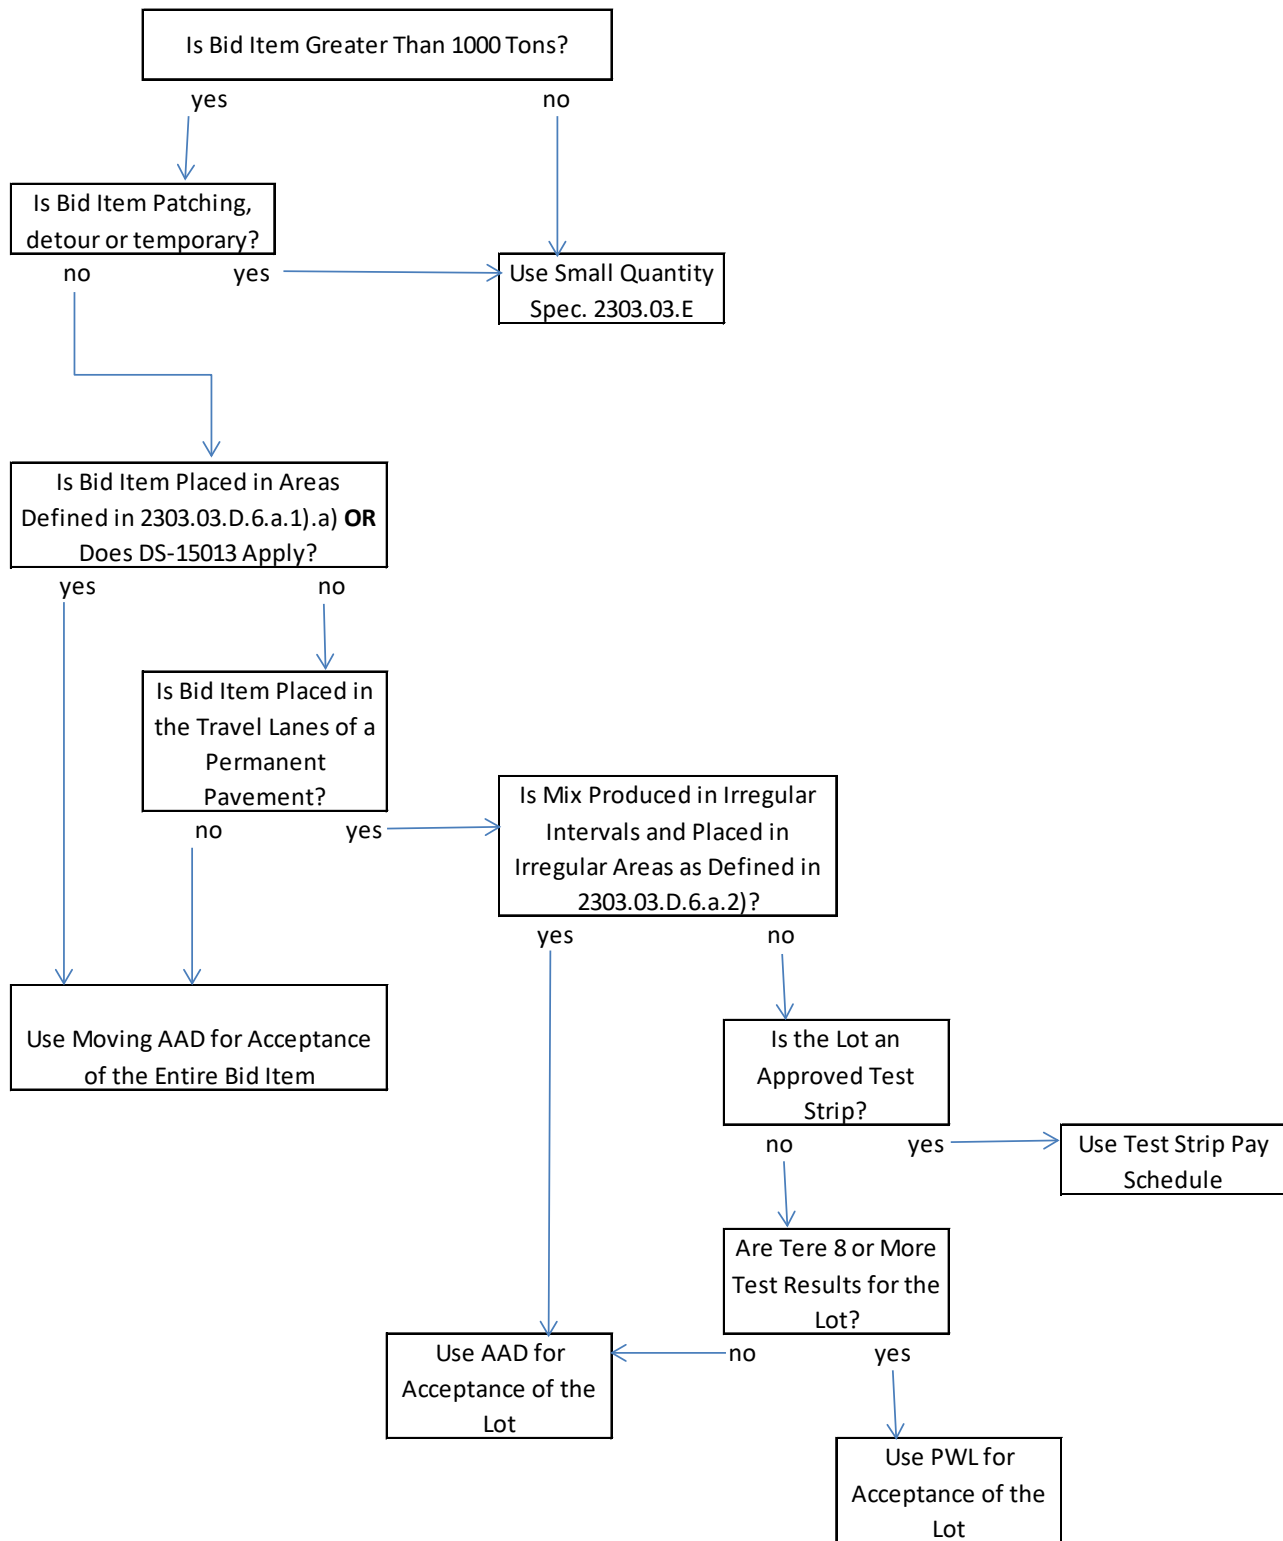 Is Bid Item Greater Than 1000 Tons?
yes
no
Is Bid Item Patching,
detour or temporary?
no
yes
Use Small Quantity
Spec. 2303.03.E
Is Bid Item Placed in Areas
Defined in 2303.03.D.6.a.1).a) OR
Does DS-15013 Apply?
yes
no
Is Bid Item Placed in
the Travel Lanes of a
Permanent
Pavement?
no
yes
Is Mix Produced in Irregular
Intervals and Placed in
Irregular Areas as Defined in
2303.03.D.6.a.2)?
yes
no
Use Moving AAD for Acceptance
of the Entire Bid Item
Is the Lot an
Approved Test
Strip?
no
yes
Use Test Strip Pay
Schedule
Are Tere 8 or More
Test Results for the
Lot?
no
yes
Use AAD for
Acceptance of the
Lot
Use PWL for
Acceptance of the
Lot